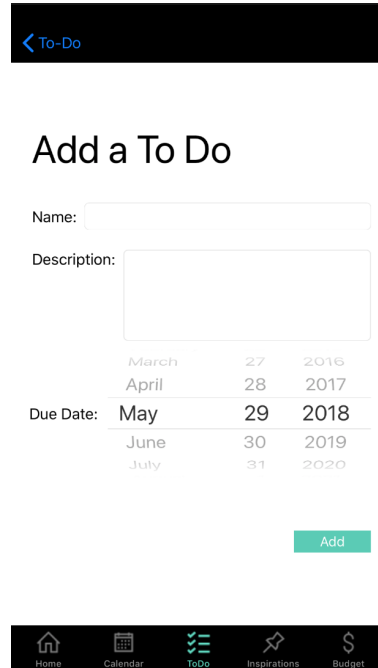 To-Do
Add a To Do
Name:
Description:
March 27 2016
April 28 2017
Due Date: May 29 2018
June 30 2019
July 31 2020
Add
Home Calendar ToDo Inspirations Budget